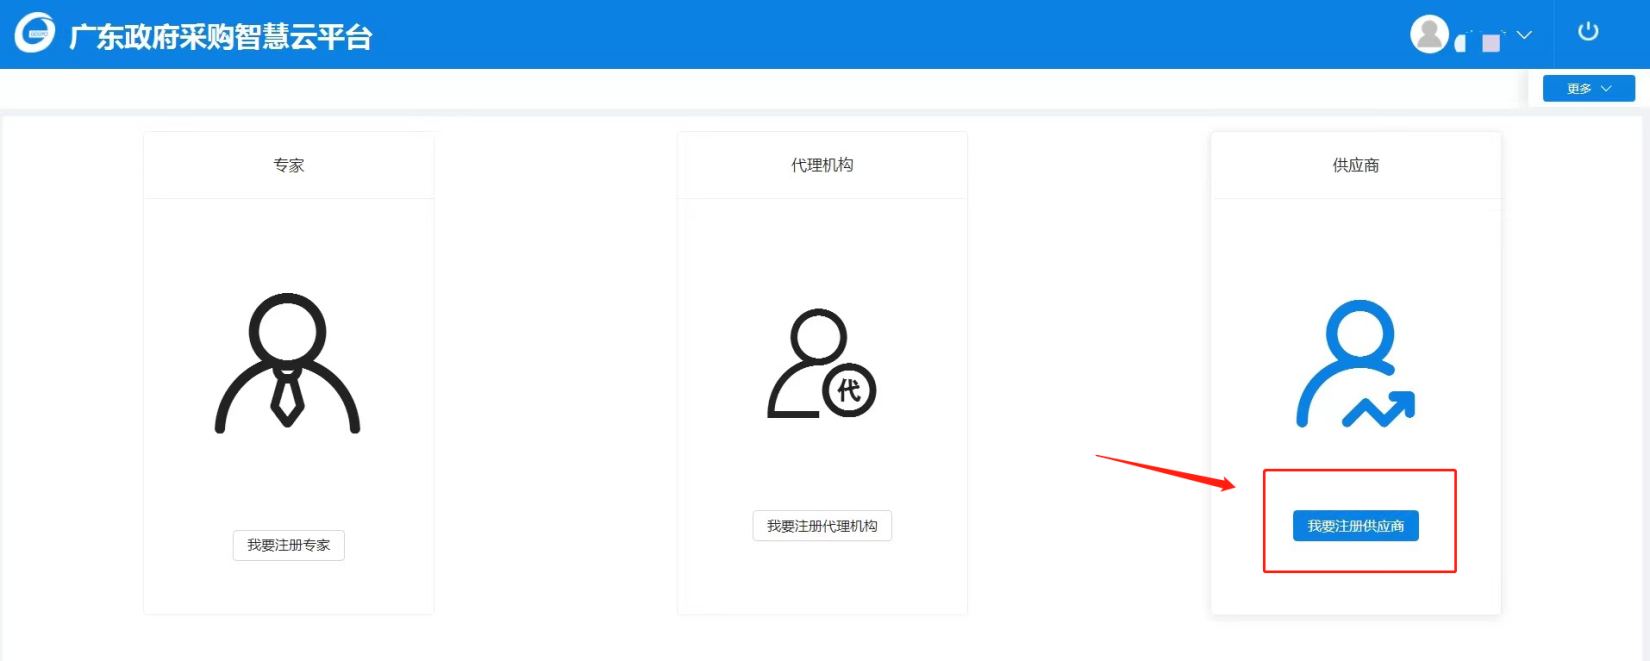 广东政府采购智慧云平台
更多
专家
代理机构
供应商
代
我要注册专家
我要注册代理机构
我要注册供应商